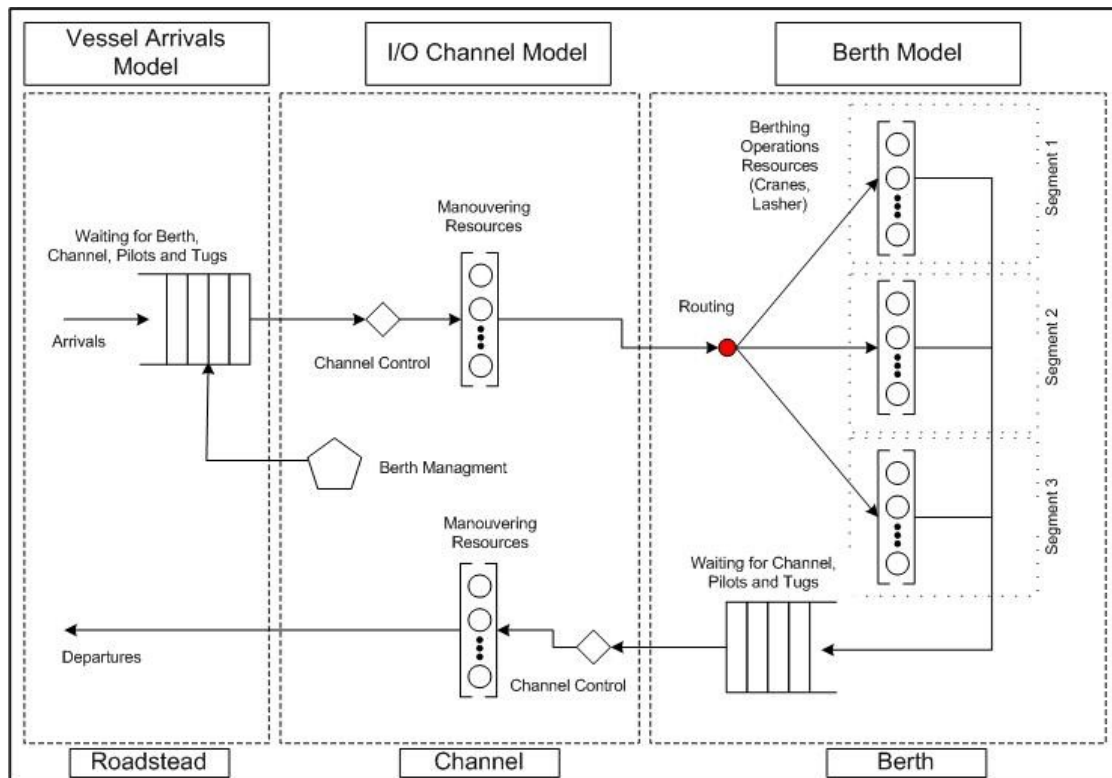 Vessel Arrivals
Model
I/O Channel Model
Berth Model
Berthing
Operations
Resources
(Cranes,
Lasher)
Segment 1
Manouvering
Resources
Waiting for Berth,
Channel, Pilots and Tugs
Arrivals
Channel Control
Routing
Segment 2
Berth Managment
Segment 3
Manouvering
Resources
Waiting for Channel,
Pilots and Tugs
Departures
Channel Control
Roadstead
Channel
Berth